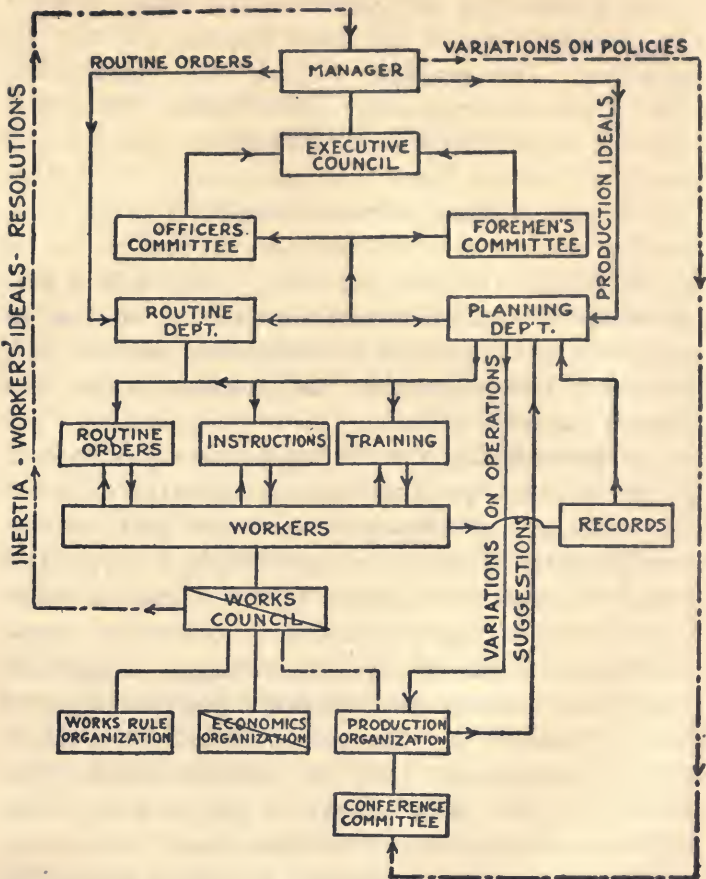 VARIATIONS ON POLICIES
ROUTINE ORDERS
MANAGER
EXECUTIVE
COUNCIL
PRODUCTION IDEALS
OFFICERS
COMMITTEE
FOREMEN'S
COMMITTEE
ROUTINE
DEPT.
PLANNING
DEP'T.
INERTIA - WORKERS' IDEALS - RESOLUTIONS
ROUTINE
ORDERS
INSTRUCTIONS
TRAINING
VARIATIONS ON OPERATIONS
SUGGESTIONS
WORKERS
RECORDS
WORKS
COUNCIL
WORKS RULE
ORGANIZATION
ECONOMICS
ORGANIZATION
PRODUCTION
ORGANIZATION
CONFERENCE
COMMITTEE